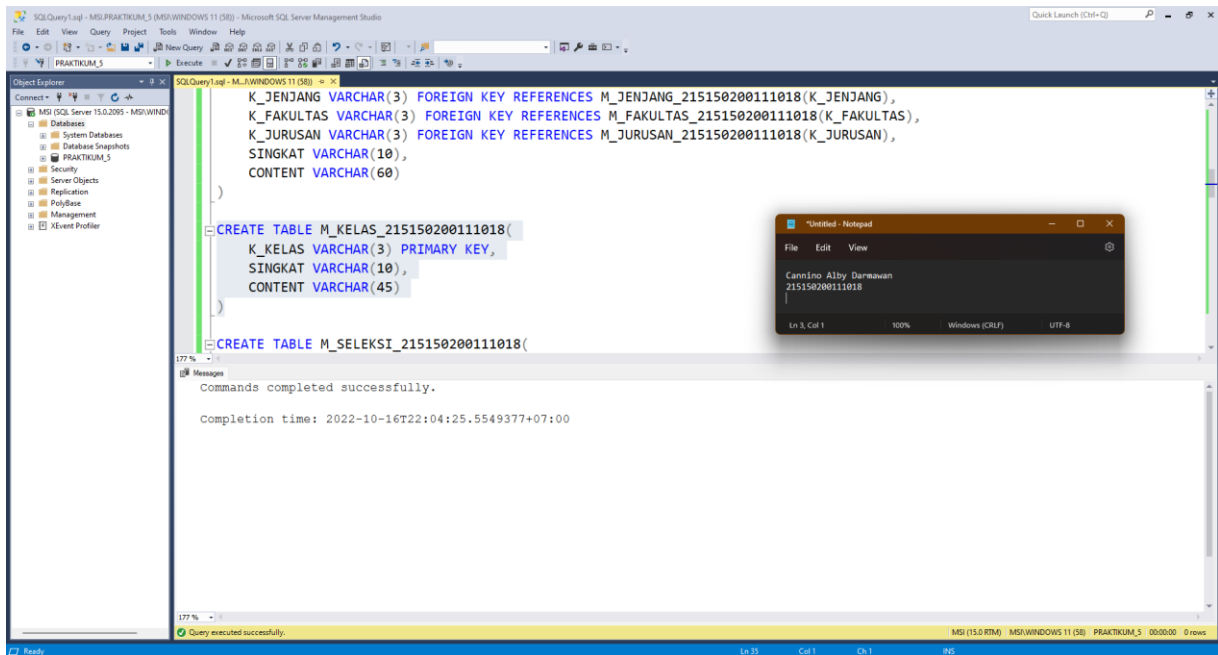 SQLQuery1.sql - MSI.PRAKTIKUM_5 (MSI\WINDOWS 11 (58)) - Microsoft SQL Server Management Studio
Quick Launch (Ctrl+Q)
File Edit View Query Project Tools Window Help
New Query
PRAKTIKUM_5 Execute
Object Explorer
SQLQuery1.sql - M...\WINDOWS 11 (58))
Connect
MSI (SQL Server 15.0.2095 - MSI\WIND
Databases
System Databases
Database Snapshots
PRAKTIKUM_5
Security
Server Objects
Replication
PolyBase
Management
XEvent Profiler
K_JENJANG VARCHAR(3) FOREIGN KEY REFERENCES M_JENJANG_215150200111018(K_JENJANG),
K_FAKULTAS VARCHAR(3) FOREIGN KEY REFERENCES M_FAKULTAS_215150200111018(K_FAKULTAS),
K_JURUSAN VARCHAR(3) FOREIGN KEY REFERENCES M_JURUSAN_215150200111018(K_JURUSAN),
SINGKAT VARCHAR(10),
CONTENT VARCHAR(60)
)
CREATE TABLE M_KELAS_215150200111018(
K_KELAS VARCHAR(3) PRIMARY KEY,
SINGKAT VARCHAR(10),
CONTENT VARCHAR(45)
)
CREATE TABLE M_SELEKSI_215150200111018(
*Untitled - Notepad
File Edit View
Cannino Alby Darmawan
215150200111018
Ln 3, Col 1 100% Windows (CRLF) UTF-8
177 %
Messages
Commands completed successfully.
Completion time: 2022-10-16T22:04:25.5549377+07:00
177 %
Query executed successfully. MSI (15.0 RTM) MSI\WINDOWS 11 (58) PRAKTIKUM_5 00:00:00 0 rows
Ready Ln 35 Col 1 Ch 1 INS